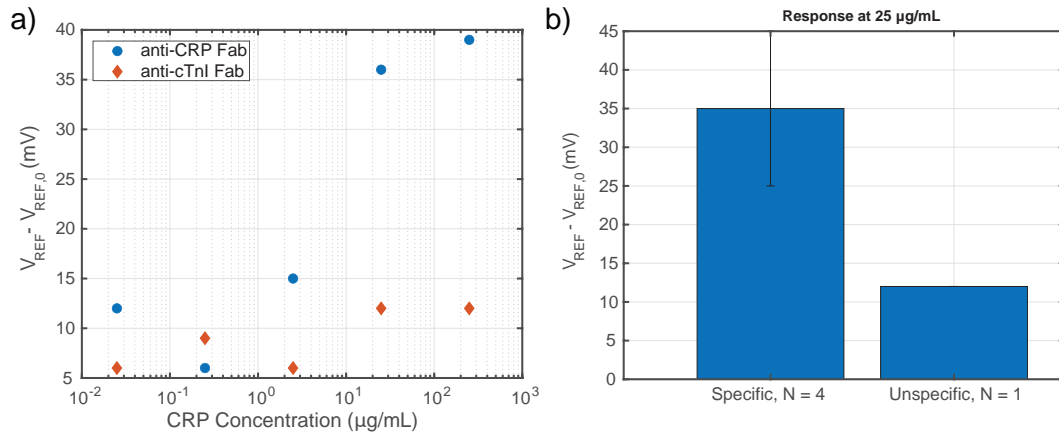 a)
40
35
30
25
20
15
10
5
anti-CRP Fab
anti-cTnI Fab
V_REF - V_REF,0 (mV)
10^-2
10^-1
10^0
10^1
10^2
10^3
CRP Concentration (µg/mL)
b)
Response at 25 µg/mL
45
40
35
30
25
20
15
10
5
0
V_REF - V_REF,0 (mV)
Specific, N = 4
Unspecific, N = 1